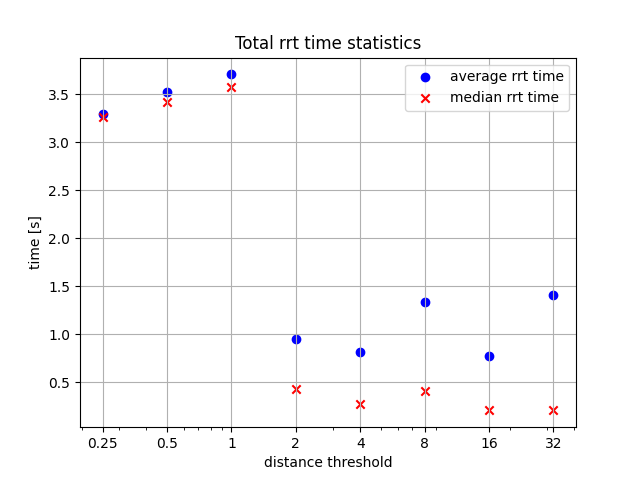 Total rrt time statistics
average rrt time
median rrt time
3.5
3.0
2.5
2.0
1.5
1.0
0.5
time [s]
0.25 0.5 1 2 4 8 16 32
distance threshold